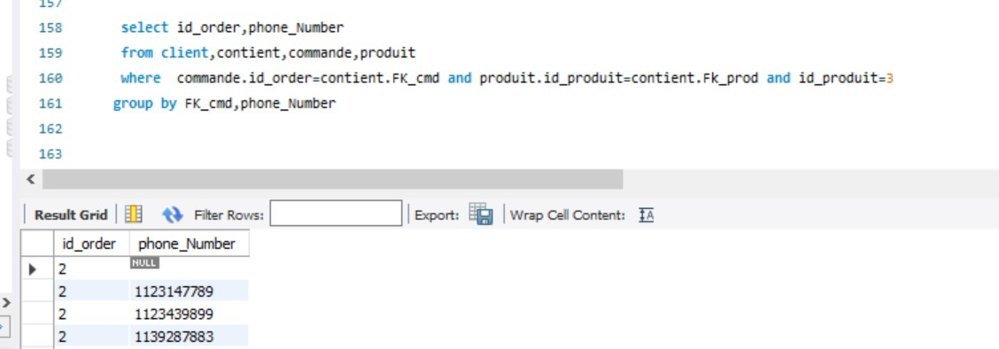 157
158 select id_order,phone_Number
159 from client,contient,commande,produit
160 where commande.id_order=contient.FK_cmd and produit.id_produit=contient.Fk_prod and id_produit=3
161 group by FK_cmd,phone_Number
162
163
Result Grid Filter Rows: Export: Wrap Cell Content: IA
id_order phone_Number
2 NULL
2 1123147789
2 1123439899
2 1139287883